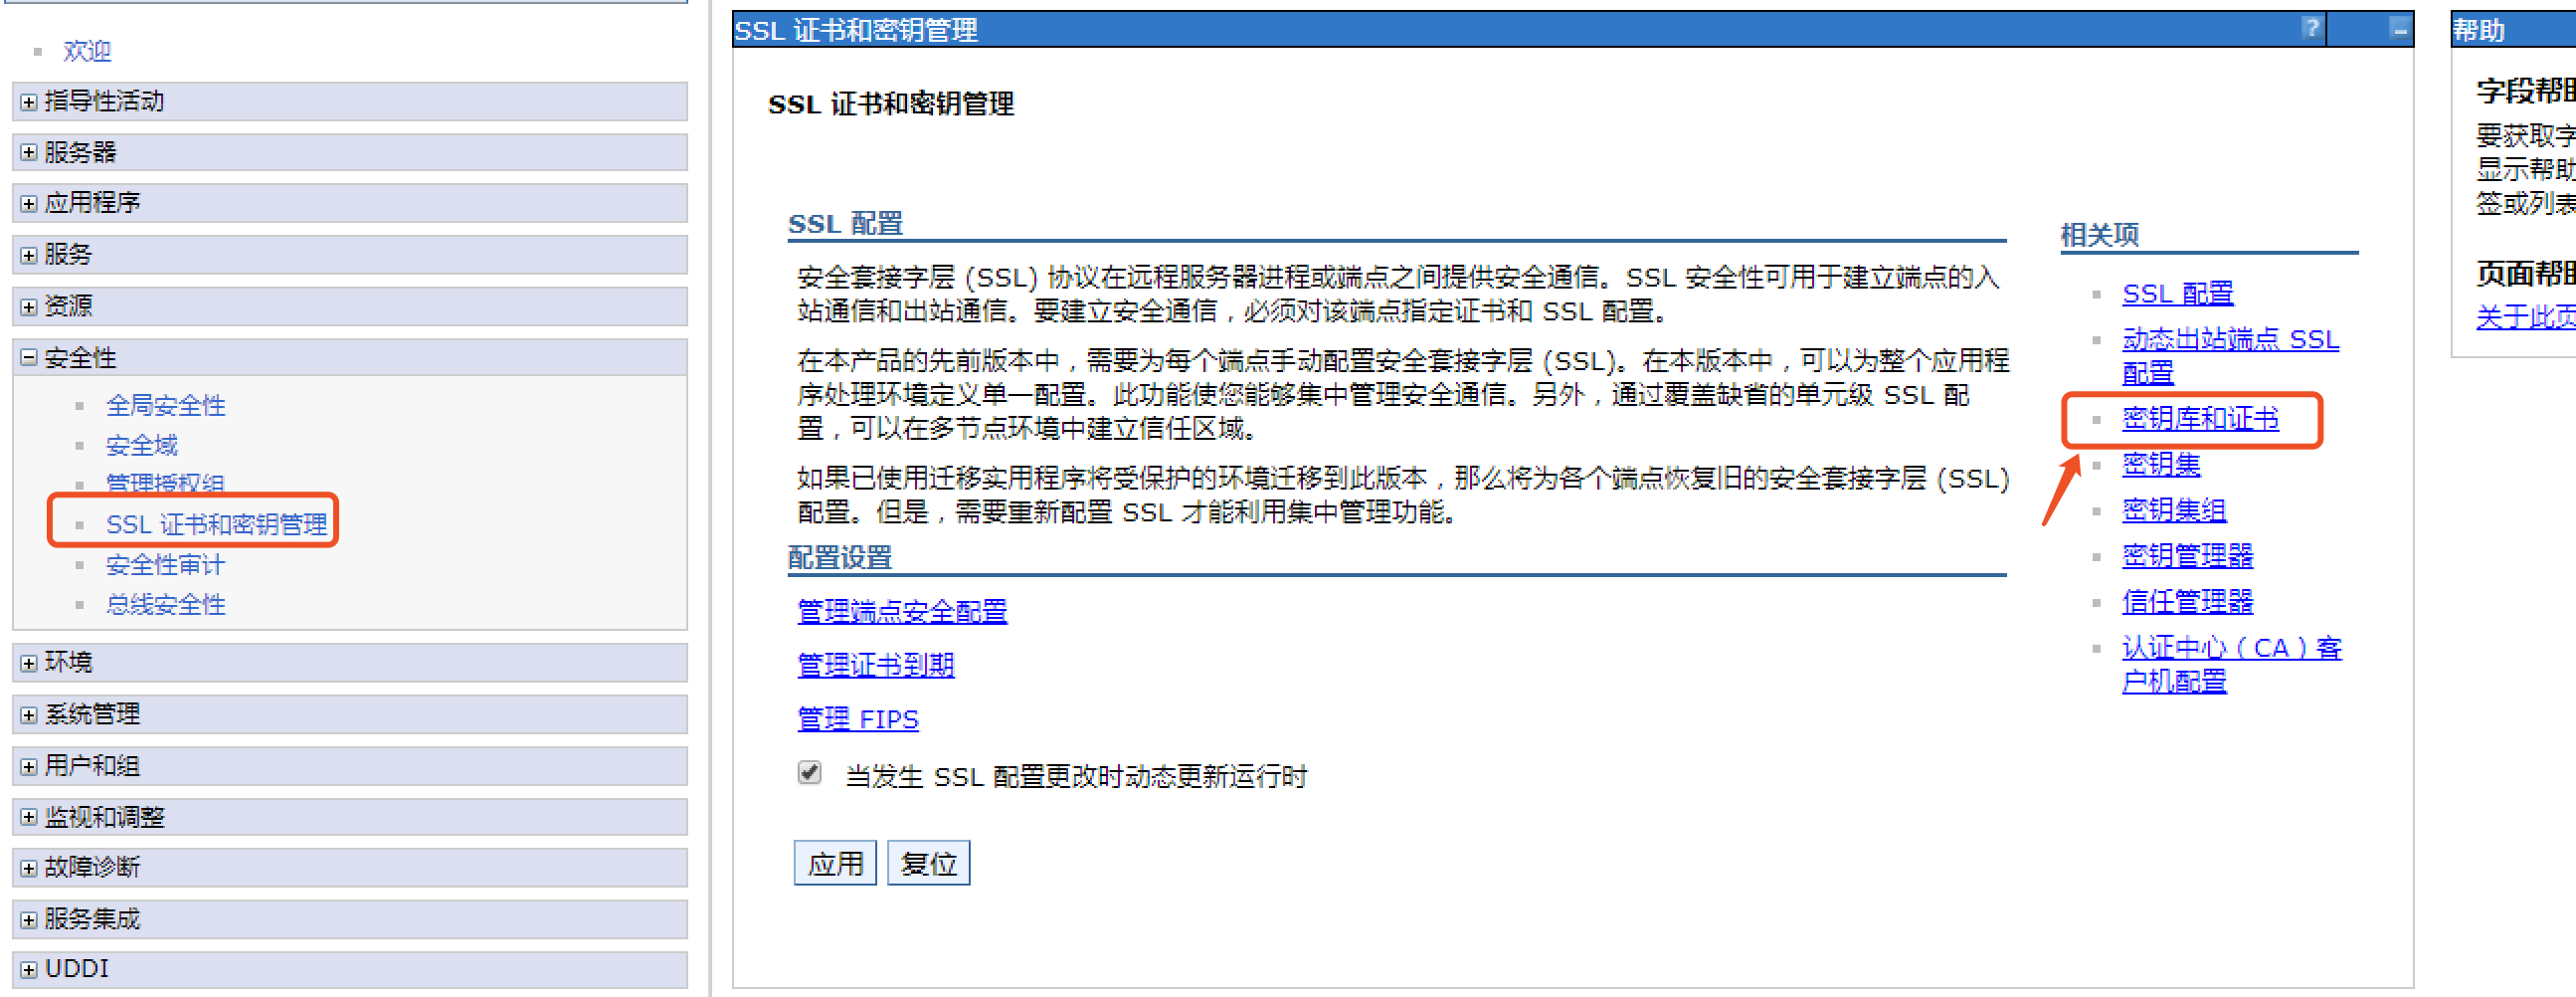 欢迎
指导性活动
服务器
应用程序
服务
资源
安全性
全局安全性
安全域
管理授权组
SSL 证书和密钥管理
安全性审计
总线安全性
环境
系统管理
用户和组
监视和调整
故障诊断
服务集成
UDDI
SSL 证书和密钥管理
?
SSL 证书和密钥管理
SSL 配置
安全套接字层 (SSL) 协议在远程服务器进程或端点之间提供安全通信。SSL 安全性可用于建立端点的入
站通信和出站通信。要建立安全通信，必须对该端点指定证书和 SSL 配置。
在本产品的先前版本中，需要为每个端点手动配置安全套接字层 (SSL)。在本版本中，可以为整个应用程
序处理环境定义单一配置。此功能使您能够集中管理安全通信。另外，通过覆盖缺省的单元级 SSL 配
置，可以在多节点环境中建立信任区域。
如果已使用迁移实用程序将受保护的环境迁移到此版本，那么将为各个端点恢复旧的安全套接字层 (SSL)
配置。但是，需要重新配置 SSL 才能利用集中管理功能。
配置设置
管理端点安全配置
管理证书到期
管理 FIPS
当发生 SSL 配置更改时动态更新运行时
应用 复位
相关项
SSL 配置
动态出站端点 SSL
配置
密钥库和证书
密钥集
密钥集组
密钥管理器
信任管理器
认证中心（CA）客
户机配置
帮助
字段帮助
要获取字
显示帮助
签或列表
页面帮助
关于此页